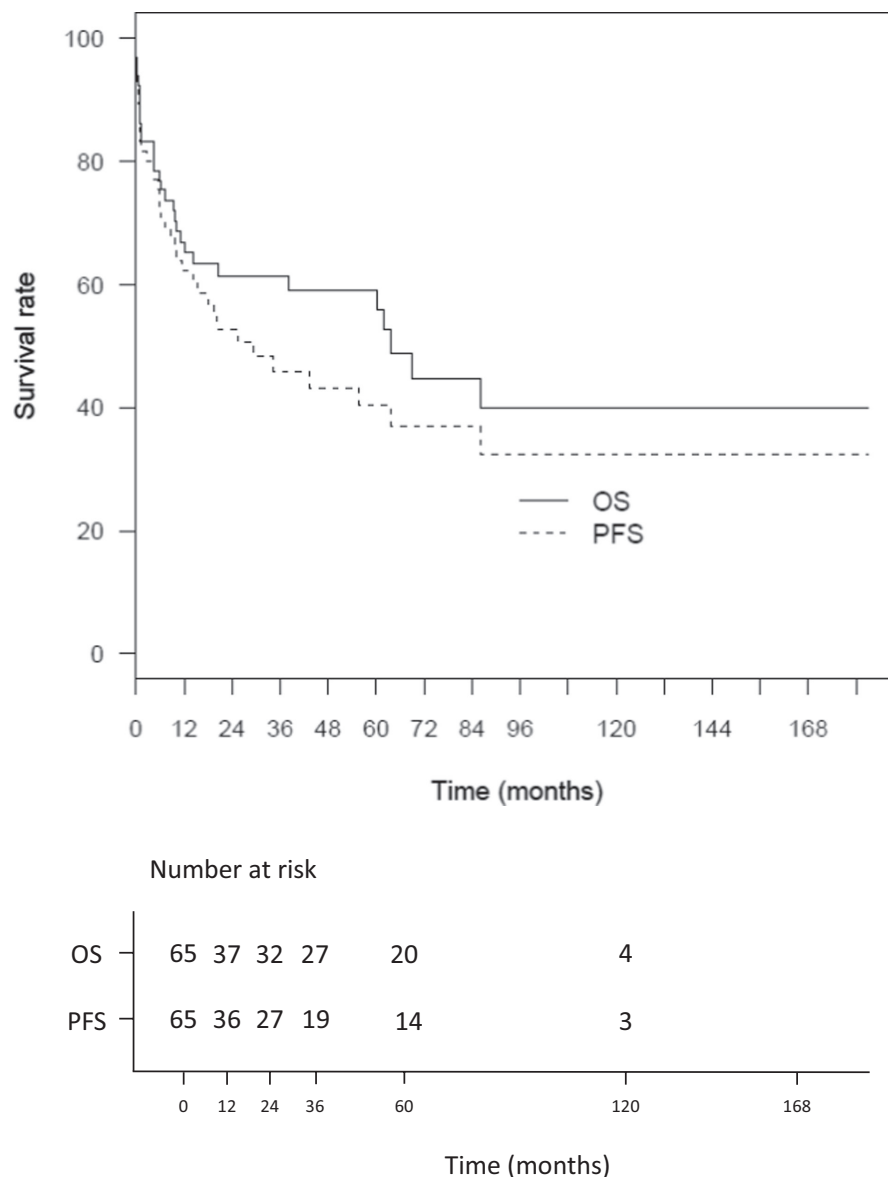 100
80
60
40
20
0
Survival rate
OS
PFS
0 12 24 36 48 60 72 84 96 120 144 168
Time (months)
Number at risk
OS 65 37 32 27 20 4
PFS 65 36 27 19 14 3
0 12 24 36 60 120 168
Time (months)